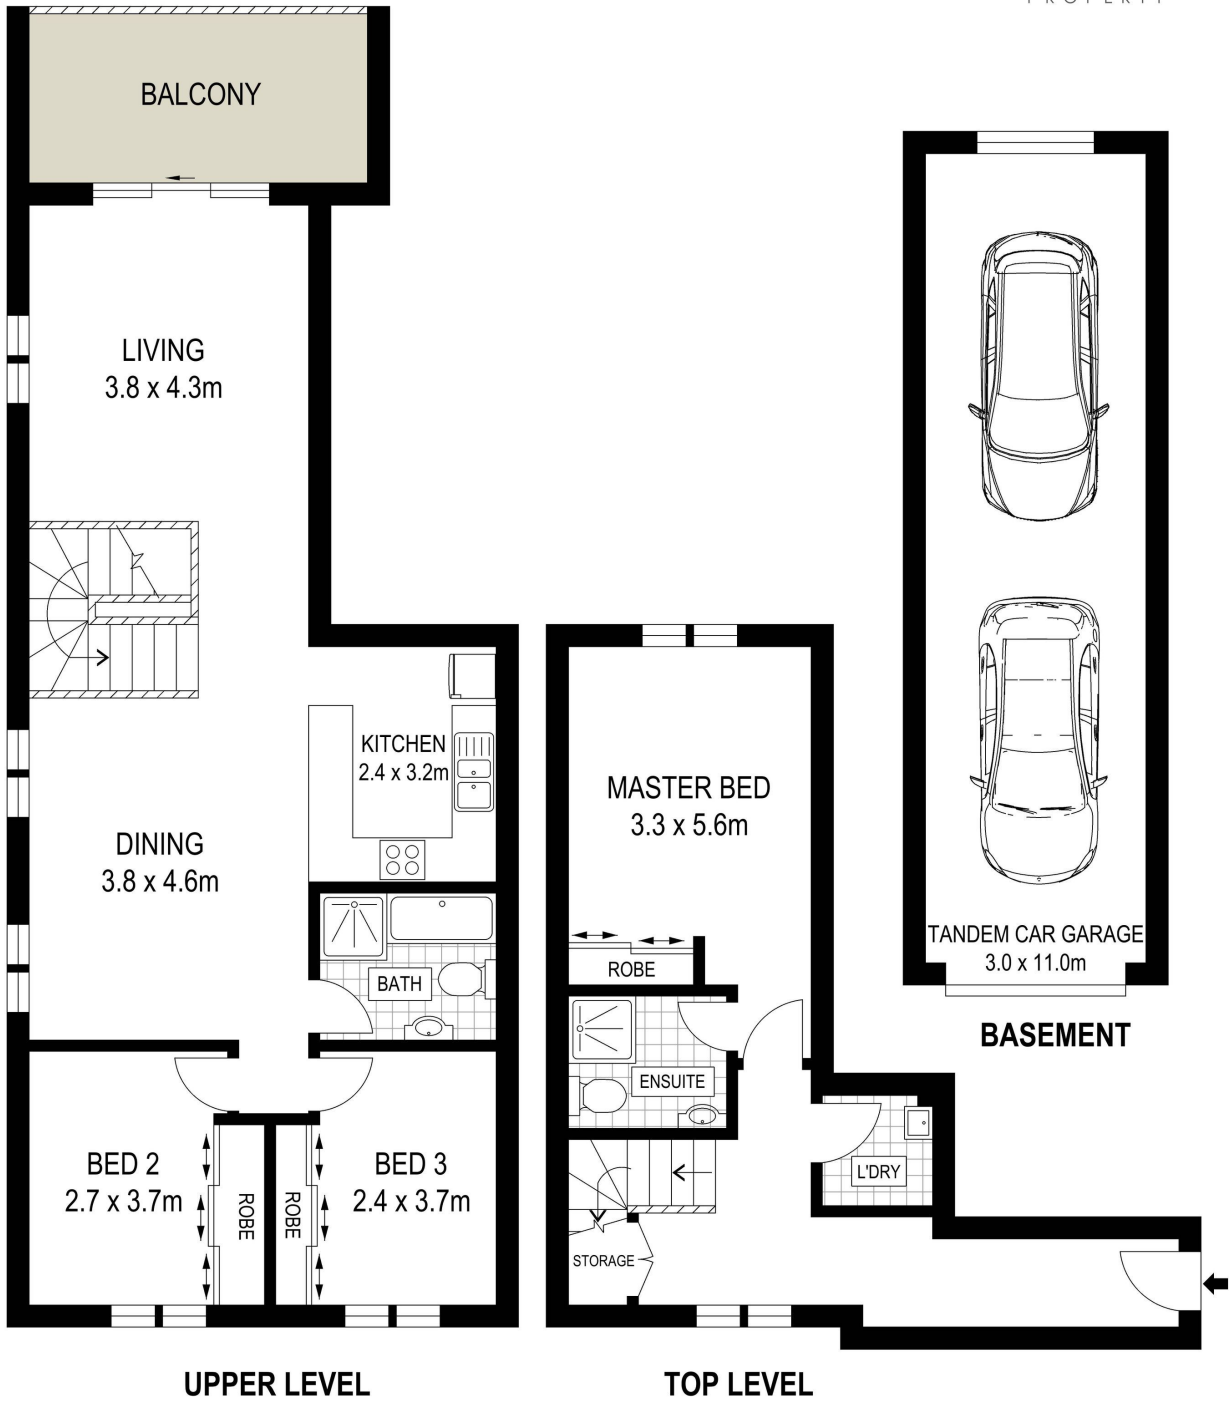 PROPERTY
BALCONY
LIVING
3.8 x 4.3m
KITCHEN
2.4 x 3.2m
DINING
3.8 x 4.6m
BATH
BED 2
2.7 x 3.7m
ROBE
ROBE
BED 3
2.4 x 3.7m
UPPER LEVEL
MASTER BED
3.3 x 5.6m
ROBE
ENSUITE
L'DRY
STORAGE
TOP LEVEL
TANDEM CAR GARAGE
3.0 x 11.0m
BASEMENT